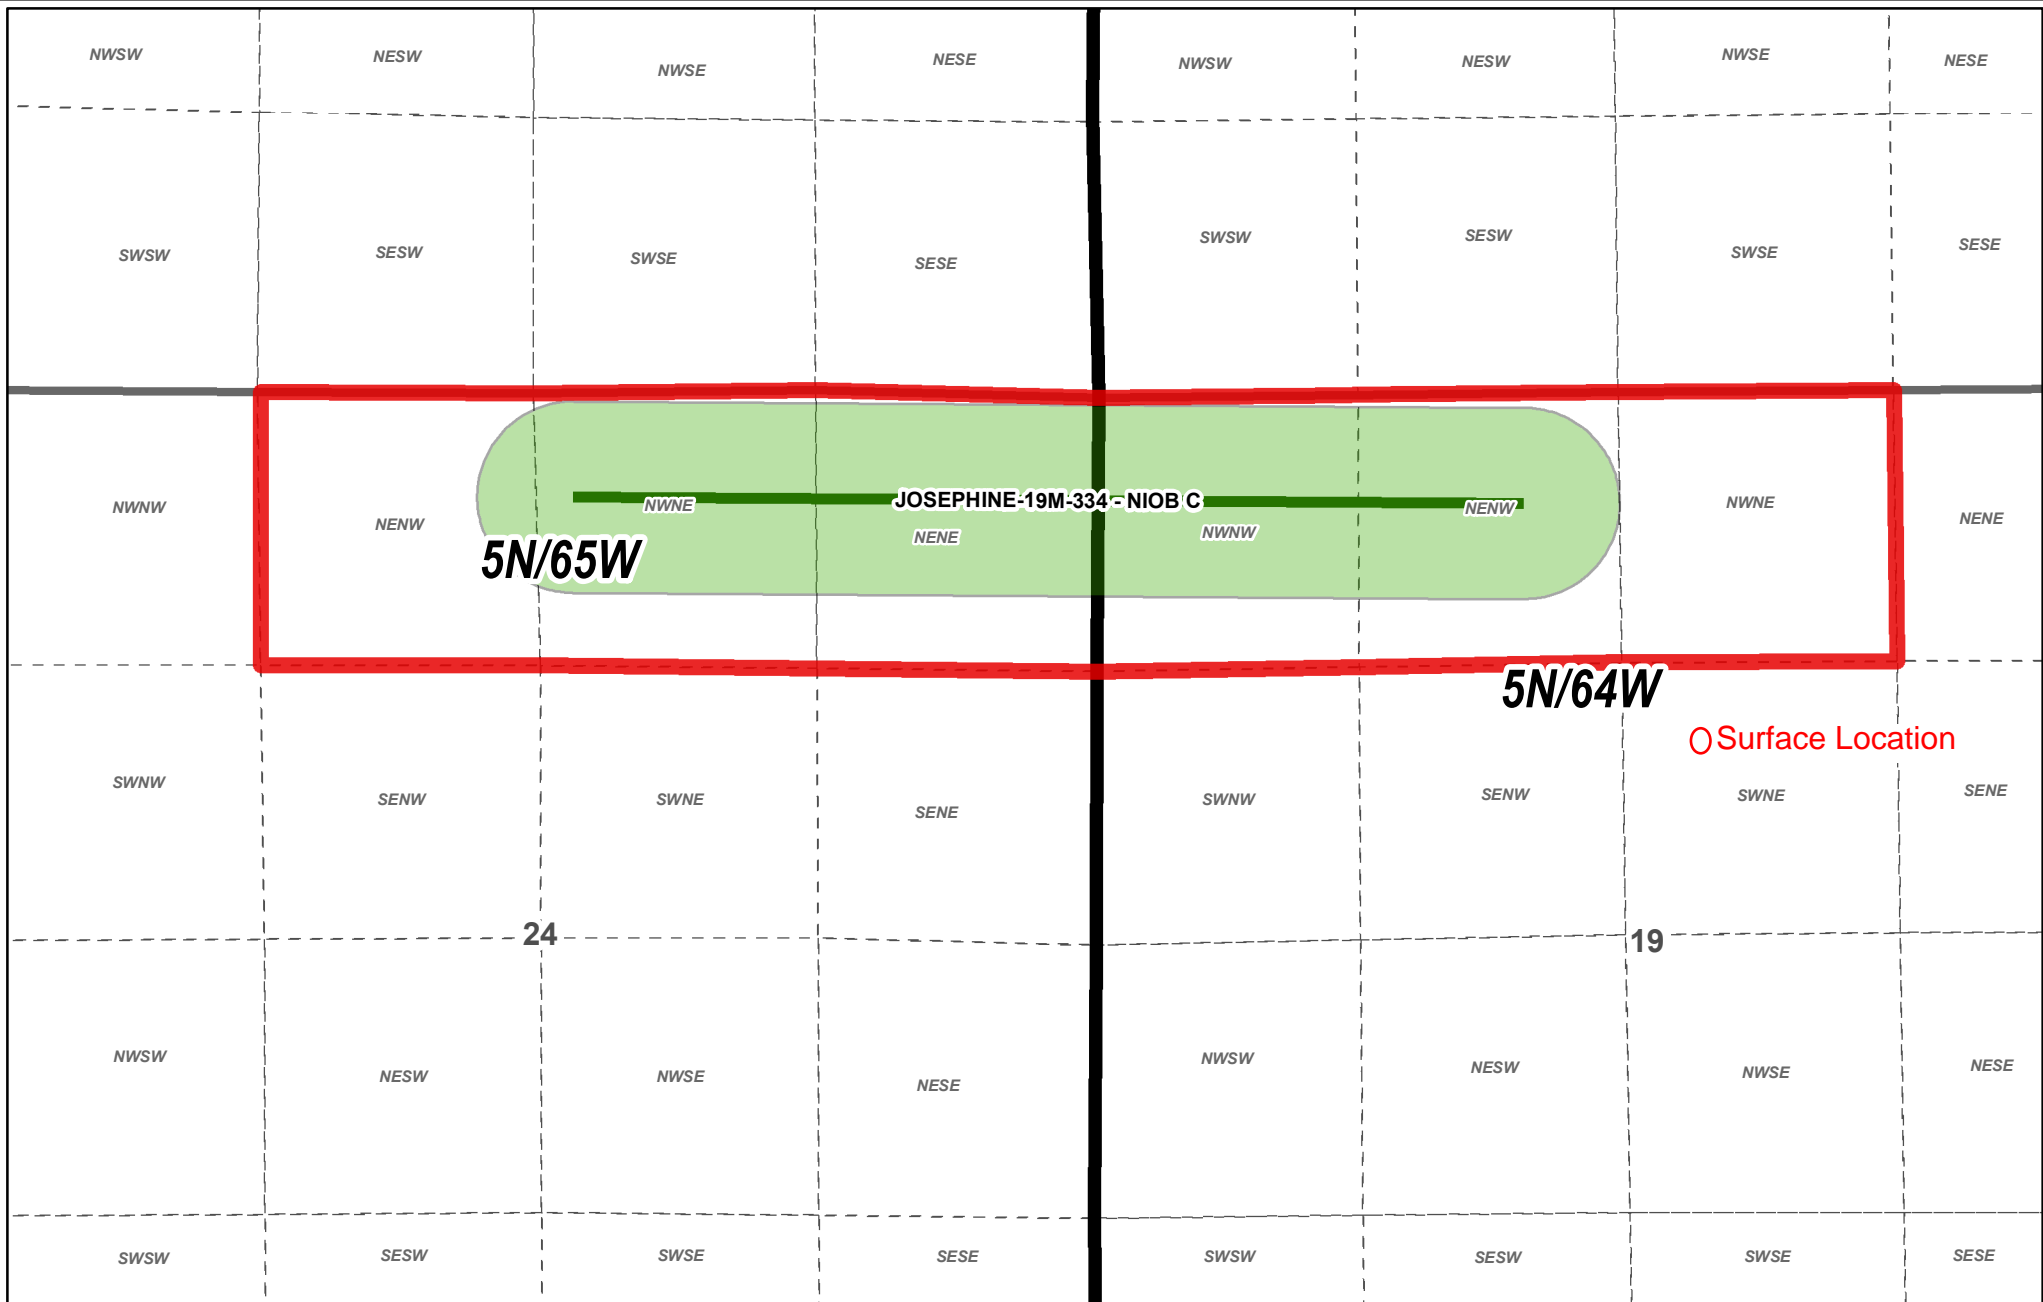 NWSW NESW NWSE NESE NWSW NESW NWSE NESE
SWSW SESW SWSE SESE SWSW SESW SWSE SESE
JOSEPHINE-19M-334 - NIOB C
NWNW NENW NWNE NENE NWNW NENW NWNE NENE
5N/65W
5N/64W
Surface Location
SWNW SENW SWNE SENE SWNW SENW SWNE SENE
24 19
NWSW NESW NWSE NESE NWSW NESW NWSE NESE
SWSW SESW SWSE SESE SWSW SESW SWSE SESE